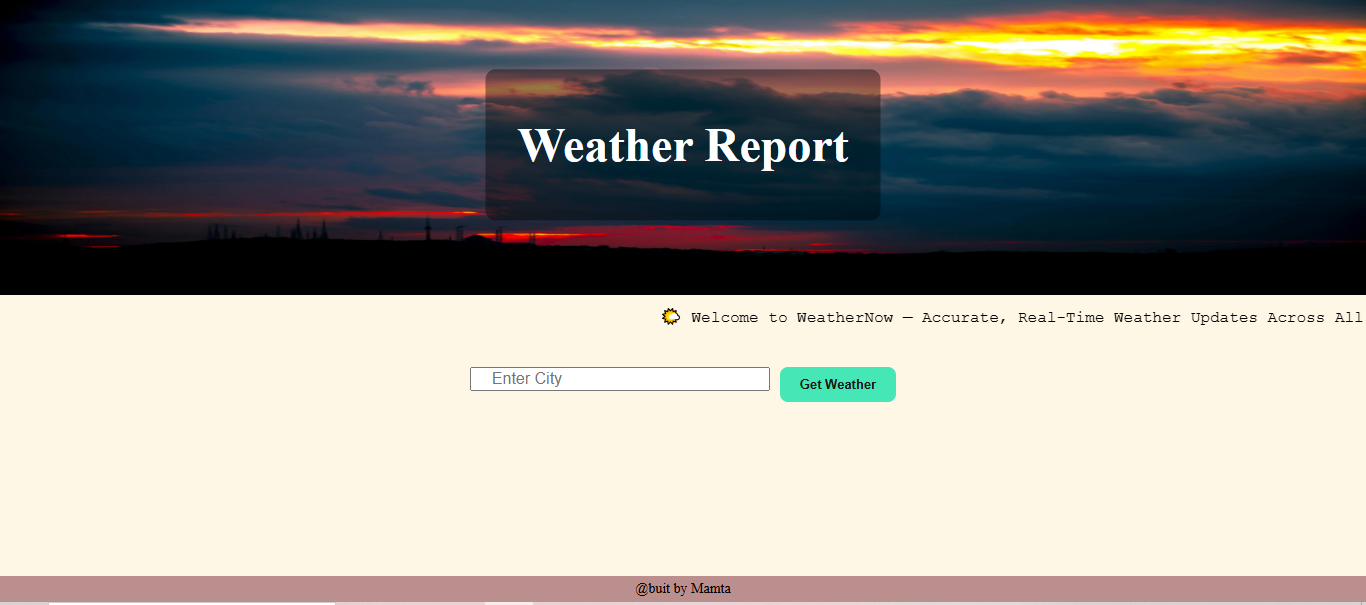 Weather Report
🌤 Welcome to WeatherNow — Accurate, Real-Time Weather Updates Across All
Enter City
Get Weather
@buit by Mamta